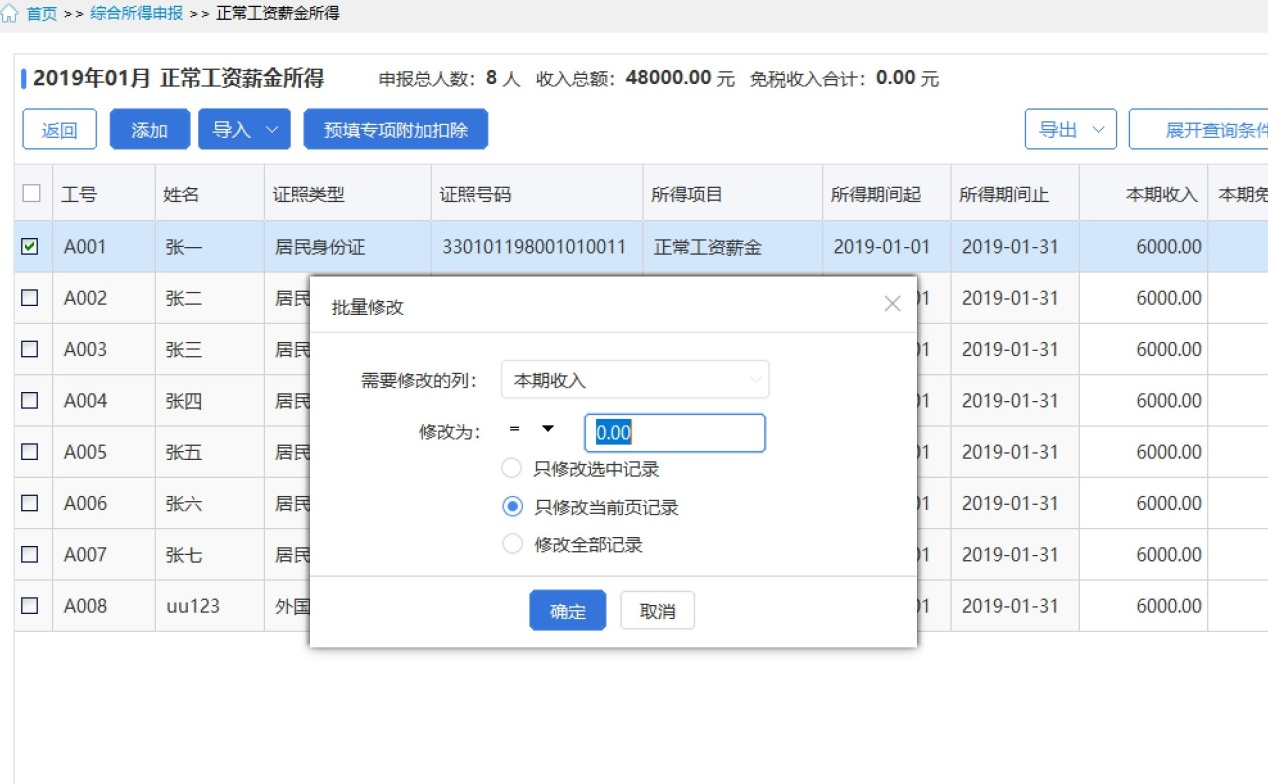 首页 >> 综合所得申报 >> 正常工资薪金所得
2019年01月 正常工资薪金所得 申报总人数: 8 人 收入总额: 48000.00 元 免税收入合计: 0.00 元
返回 添加 导入 预填专项附加扣除 导出 展开查询条件
工号 姓名 证照类型 证照号码 所得项目 所得期间起 所得期间止 本期收入 本期免
A001 张一 居民身份证 330101198001010011 正常工资薪金 2019-01-01 2019-01-31 6000.00
A002 张二 居民 01 2019-01-31 6000.00
A003 张三 居民 01 2019-01-31 6000.00
A004 张四 居民 01 2019-01-31 6000.00
A005 张五 居民 01 2019-01-31 6000.00
A006 张六 居民 01 2019-01-31 6000.00
A007 张七 居民 01 2019-01-31 6000.00
A008 uu123 外国 01 2019-01-31 6000.00
批量修改
需要修改的列: 本期收入
修改为: = 0.00
只修改选中记录
只修改当前页记录
修改全部记录
确定 取消